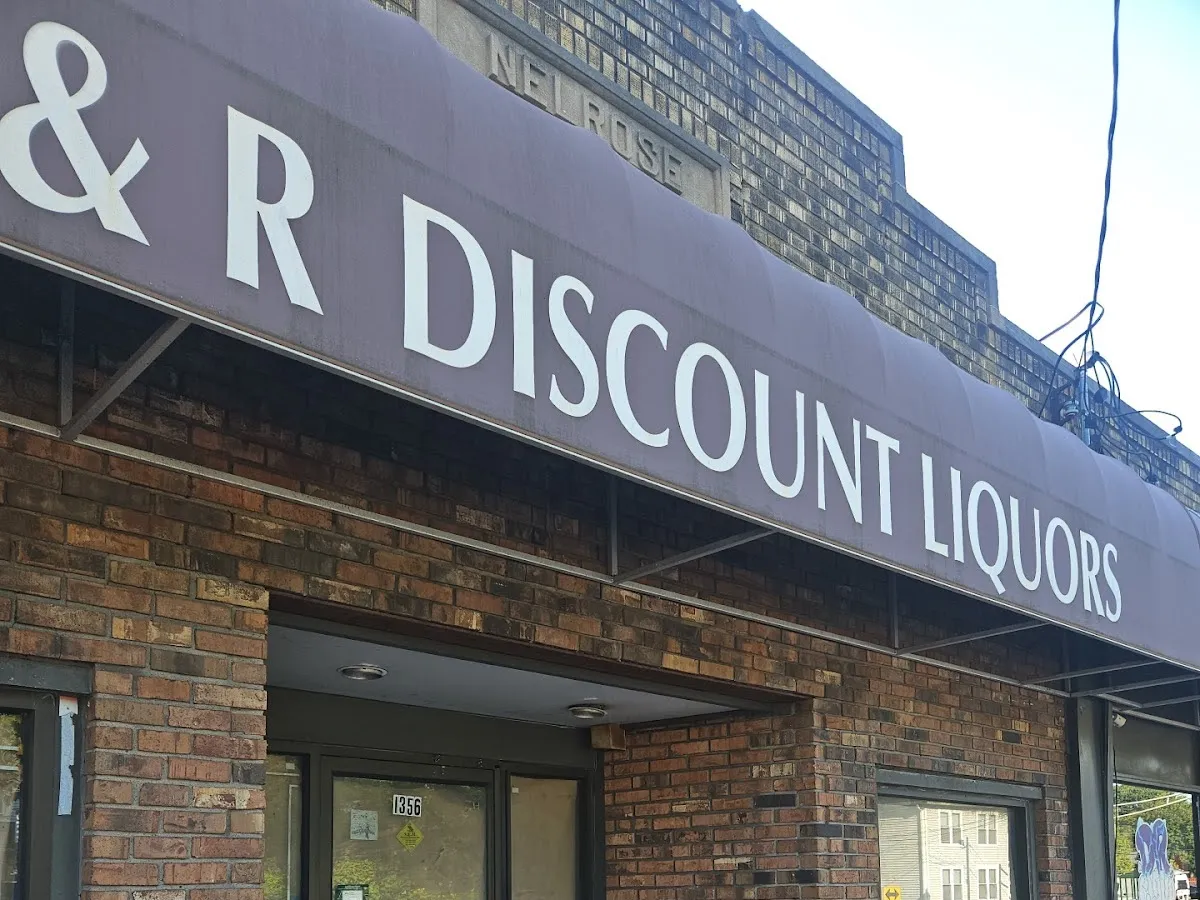 NELROSE
& R DISCOUNT LIQUORS
1356